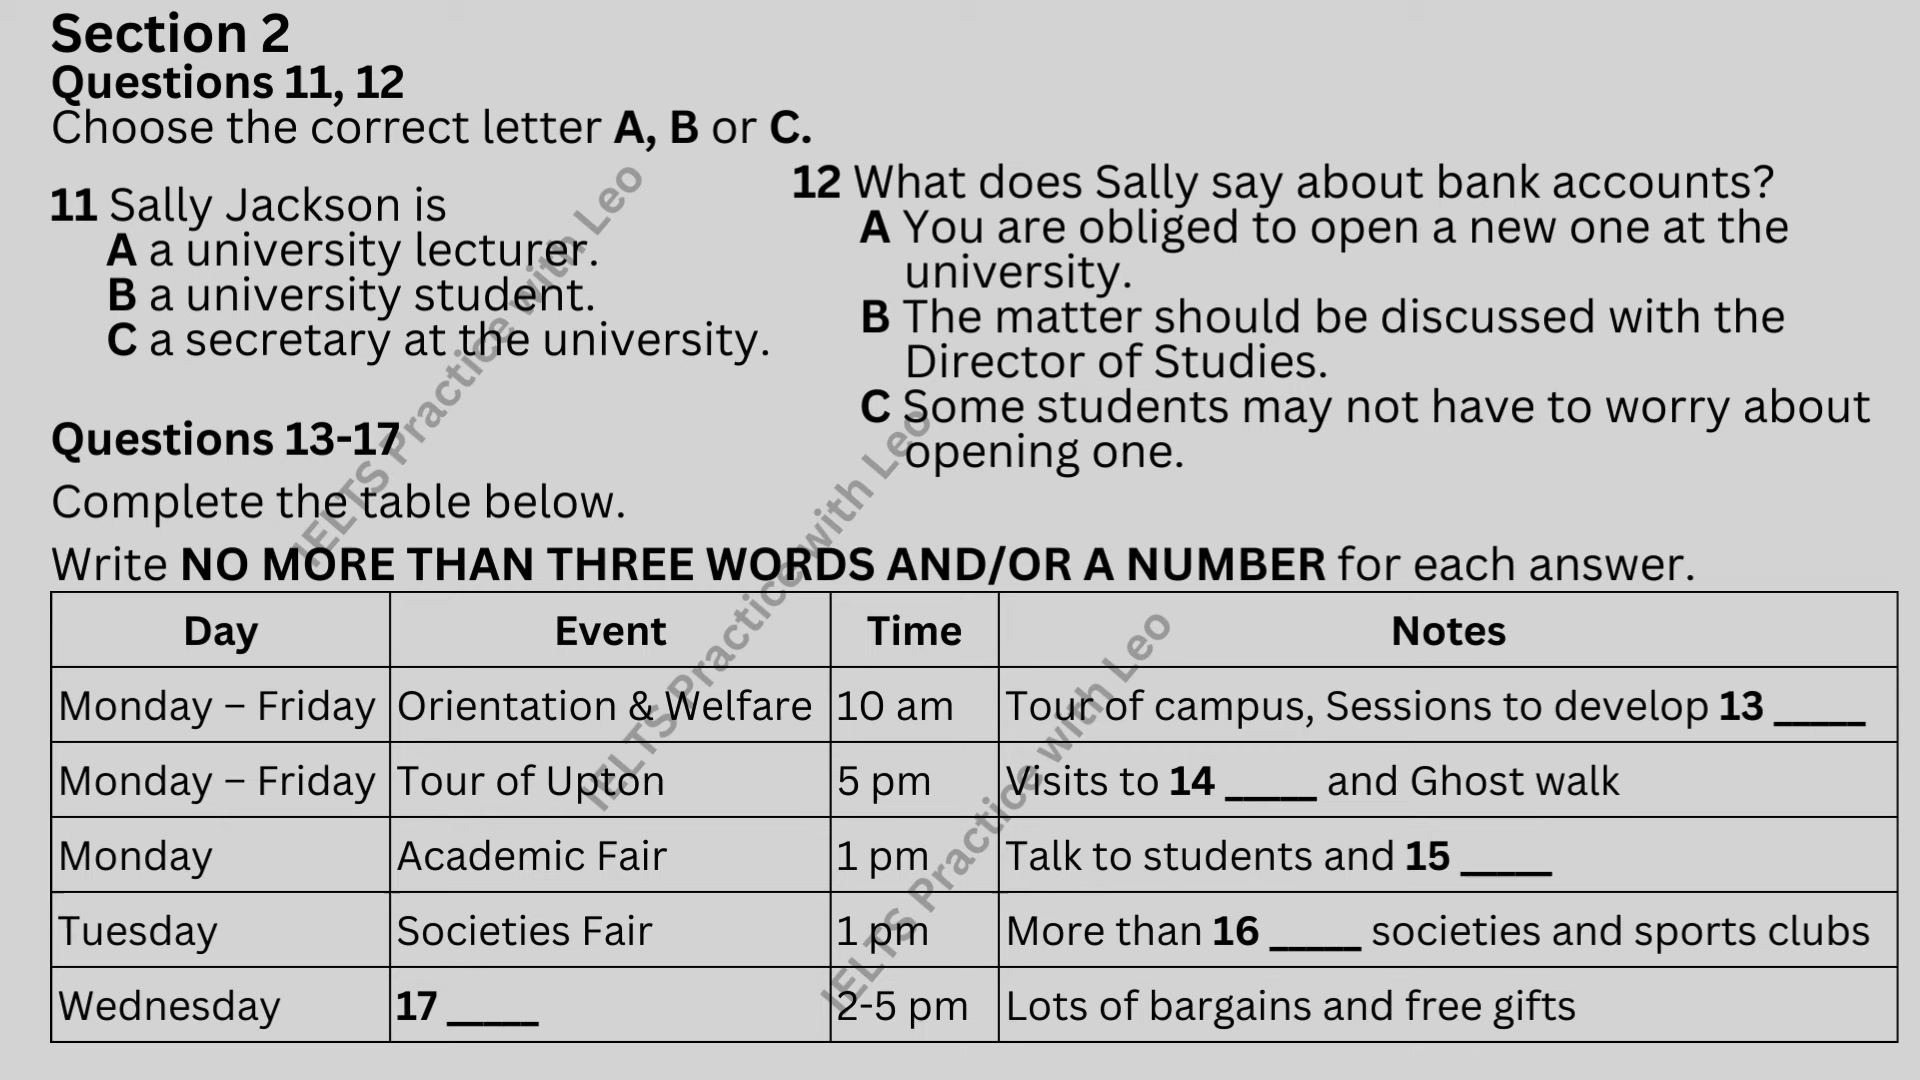 Section 2
Questions 11, 12
Choose the correct letter A, B or C.
11 Sally Jackson is
A a university lecturer.
B a university student.
C a secretary at the university.
12 What does Sally say about bank accounts?
A You are obliged to open a new one at the
university.
B The matter should be discussed with the
Director of Studies.
C Some students may not have to worry about
opening one.
Questions 13-17
Complete the table below.
Write NO MORE THAN THREE WORDS AND/OR A NUMBER for each answer.
Day Event Time Notes
Monday – Friday Orientation & Welfare 10 am Tour of campus, Sessions to develop 13 _____
Monday – Friday Tour of Upton 5 pm Visits to 14 _____ and Ghost walk
Monday Academic Fair 1 pm Talk to students and 15 _____
Tuesday Societies Fair 1 pm More than 16 _____ societies and sports clubs
Wednesday 17 _____ 2-5 pm Lots of bargains and free gifts
IELTS Practice with Leo
IELTS Practice with Leo
IELTS Practice with Leo